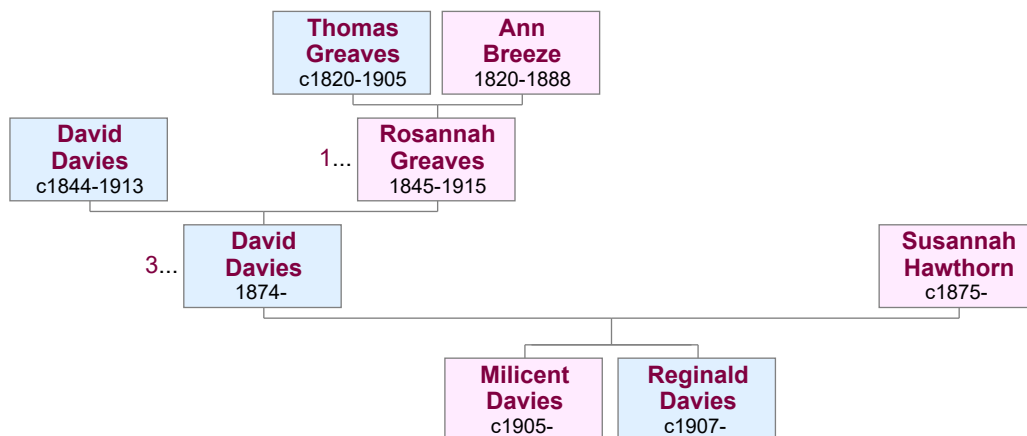 Thomas
Greaves
c1820-1905
Ann
Breeze
1820-1888
David
Davies
c1844-1913
1...
Rosannah
Greaves
1845-1915
3...
David
Davies
1874-
Susannah
Hawthorn
c1875-
Milicent
Davies
c1905-
Reginald
Davies
c1907-